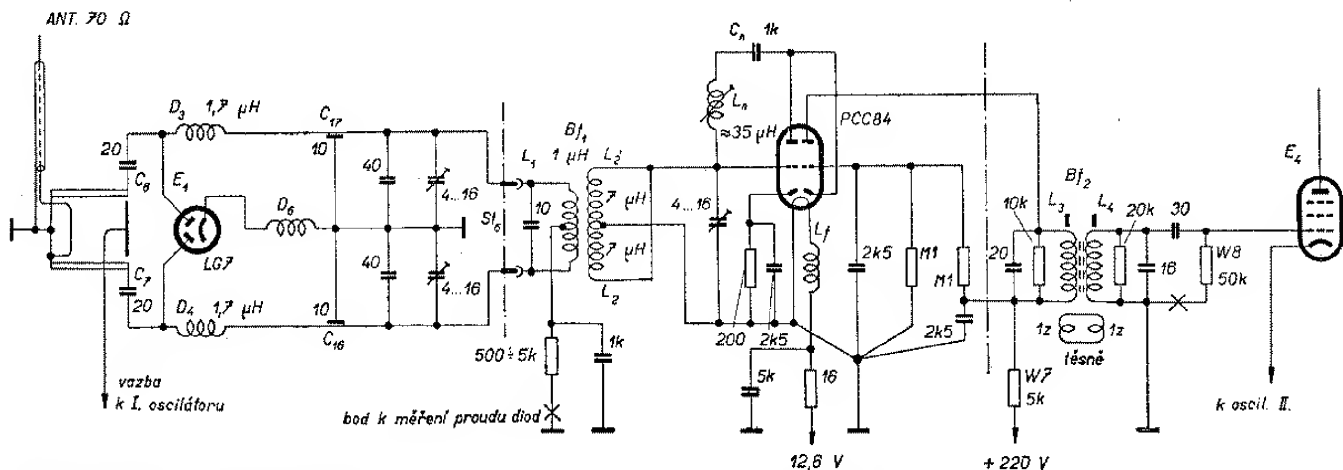 ANT. 70 Ω
D3 1,7 μH
C17
10
20
C6
E1
LG7
D6
C7
20
D4 1,7 μH
10
C16
40
40
4...16
4...16
vazba
k I. oscilátoru
St6
L1
10
Bf1
1 μH
L2
7 μH
7 μH
L2
500÷5k
1k
bod k měření proudu diod
Cn 1k
Ln
≈35 μH
4...16
PCC84
200
2k5
Lf
5k
16
12,6 V
2k5
M1
M1
2k5
10k
20
L3
Bf2
L4
20k
30
16
W8
50k
1z
1z
těsně
W7
5k
+220 V
E4
k oscil. II.